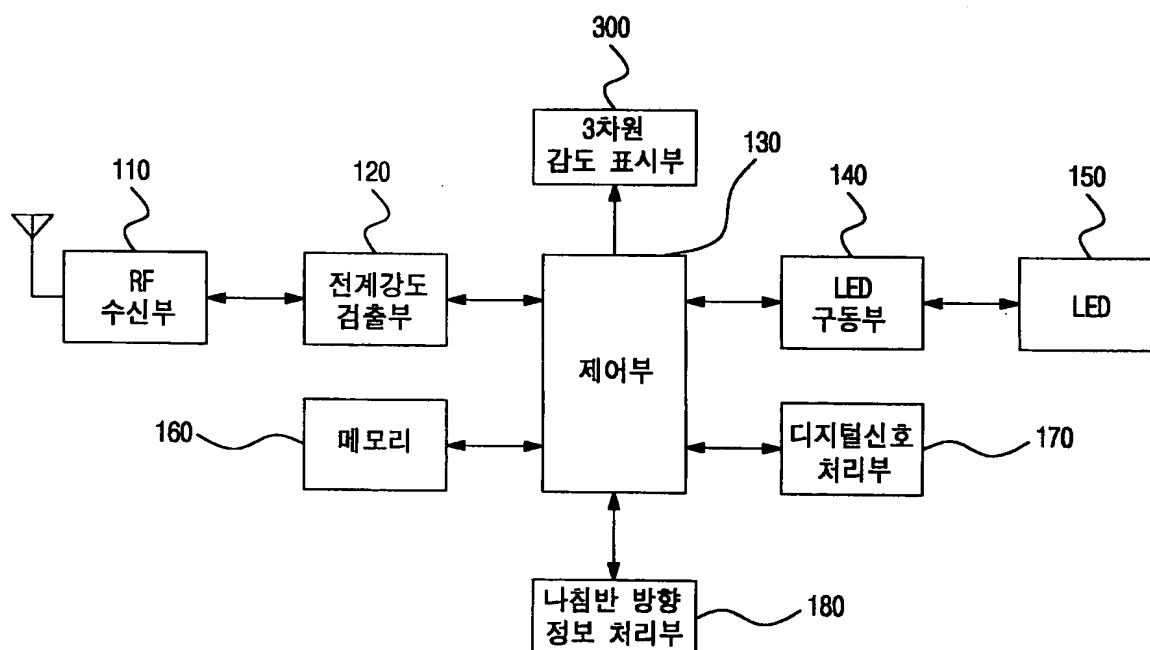 300
3차원
감도 표시부
130
110
120
140
150
RF
수신부
전계강도
검출부
LED
구동부
LED
제어부
160
메모리
디지털신호
처리부
170
나침반 방향
정보 처리부
180